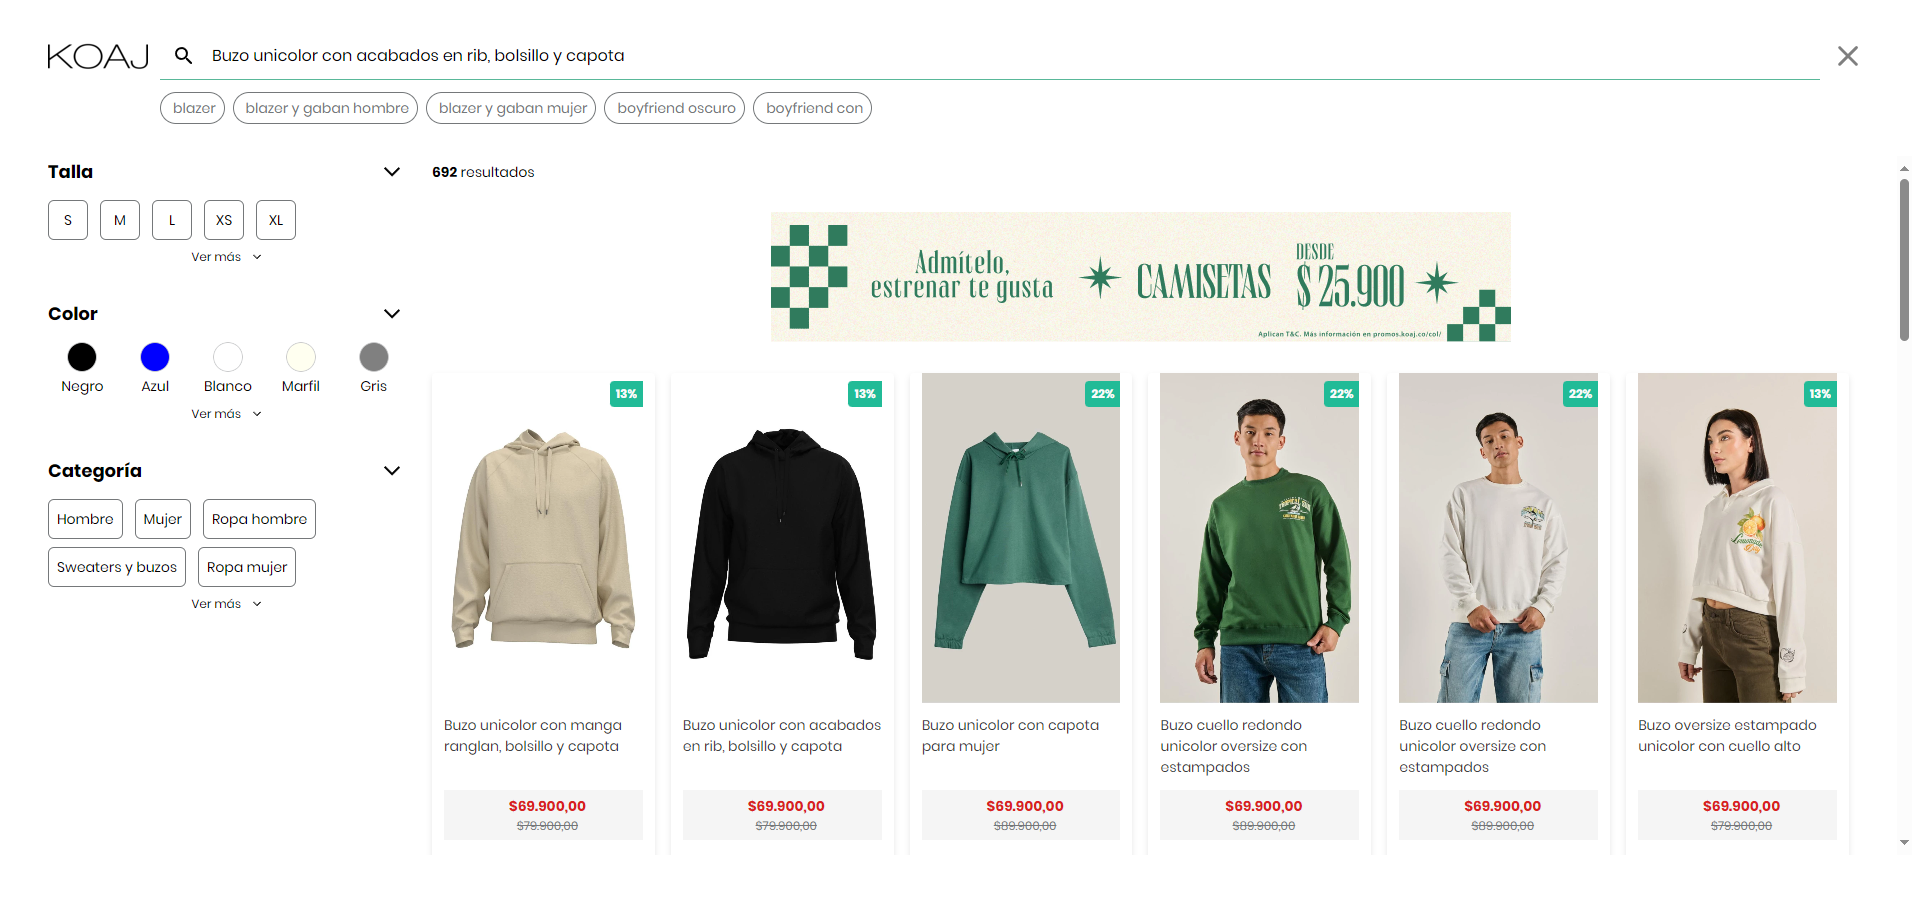 KOAJ
Buzo unicolor con acabados en rib, bolsillo y capota
blazer
blazer y gaban hombre
blazer y gaban mujer
boyfriend oscuro
boyfriend con
Talla
S
M
L
XS
XL
Ver más
Color
Negro
Azul
Blanco
Marfil
Gris
Ver más
Categoría
Hombre
Mujer
Ropa hombre
Sweaters y buzos
Ropa mujer
Ver más
692 resultados
Admítelo,
estrenar te gusta
CAMISETAS
DESDE
$ 25.900
Aplican T&C. Más información en promos.koaj.co/col/
13%
Buzo unicolor con manga
ranglan, bolsillo y capota
$69.900,00
$79.900,00
13%
Buzo unicolor con acabados
en rib, bolsillo y capota
$69.900,00
$79.900,00
22%
Buzo unicolor con capota
para mujer
$69.900,00
$89.900,00
22%
Buzo cuello redondo
unicolor oversize con
estampados
$69.900,00
$89.900,00
22%
Buzo cuello redondo
unicolor oversize con
estampados
$69.900,00
$89.900,00
13%
Buzo oversize estampado
unicolor con cuello alto
$69.900,00
$79.900,00